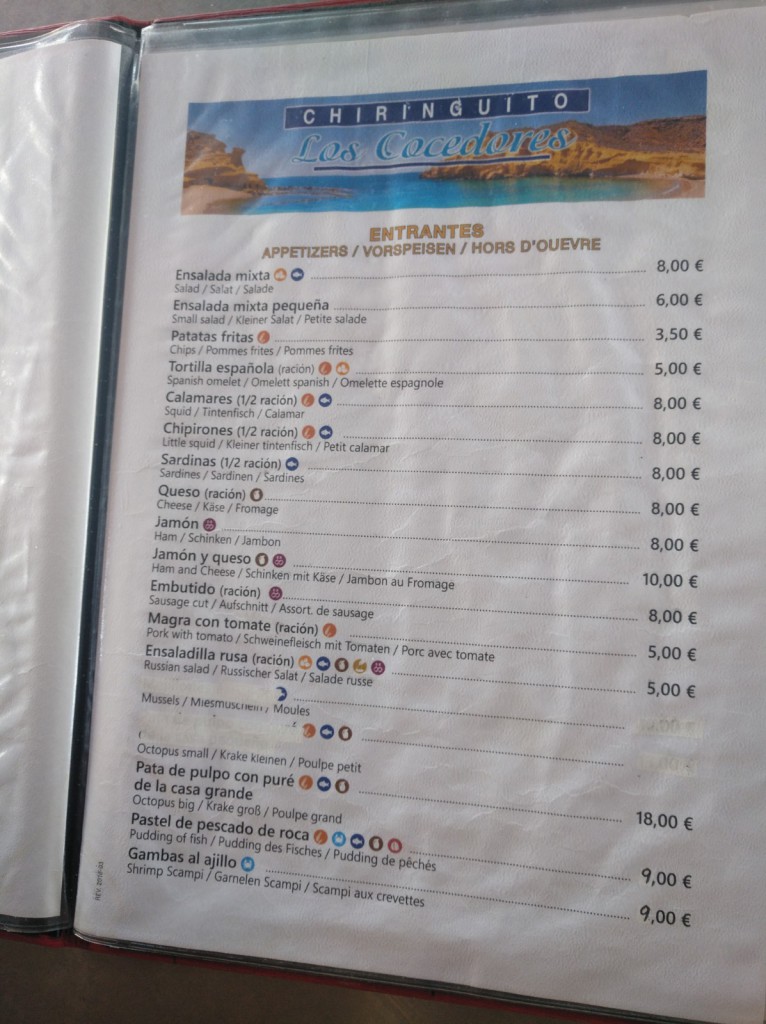 CHIRINGUITO
Los Cocedores
ENTRANTES
APPETIZERS / VORSPEISEN / HORS D'OUEVRE
Ensalada mixta 8,00 €
Salad / Salat / Salade
Ensalada mixta pequeña 6,00 €
Small salad / Kleiner Salat / Petite salade
Patatas fritas 3,50 €
Chips / Pommes frites / Pommes frites
Tortilla española (ración) 5,00 €
Spanish omelet / Omelett spanish / Omelette espagnole
Calamares (1/2 ración) 8,00 €
Squid / Tintenfisch / Calamar
Chipirones (1/2 ración) 8,00 €
Little squid / Kleiner tintenfisch / Petit calamar
Sardinas (1/2 ración) 8,00 €
Sardines / Sardinen / Sardines
Queso (ración) 8,00 €
Cheese / Käse / Fromage
Jamón 8,00 €
Ham / Schinken / Jambon
Jamón y queso 10,00 €
Ham and Cheese / Schinken mit Käse / Jambon au Fromage
Embutido (ración) 8,00 €
Sausage cut / Aufschnitt / Assort. de sausage
Magra con tomate (ración) 5,00 €
Pork with tomato / Schweinefleisch mit Tomaten / Porc avec tomate
Ensaladilla rusa (ración) 5,00 €
Russian salad / Russischer Salat / Salade russe
Mussels / Miesmuscheln / Moules
Octopus small / Krake kleinen / Poulpe petit
Pata de pulpo con puré
de la casa grande 18,00 €
Octopus big / Krake groß / Poulpe grand
Pastel de pescado de roca 9,00 €
Pudding of fish / Pudding des Fisches / Pudding de pêchés
Gambas al ajillo 9,00 €
Shrimp Scampi / Garnelen Scampi / Scampi aux crevettes